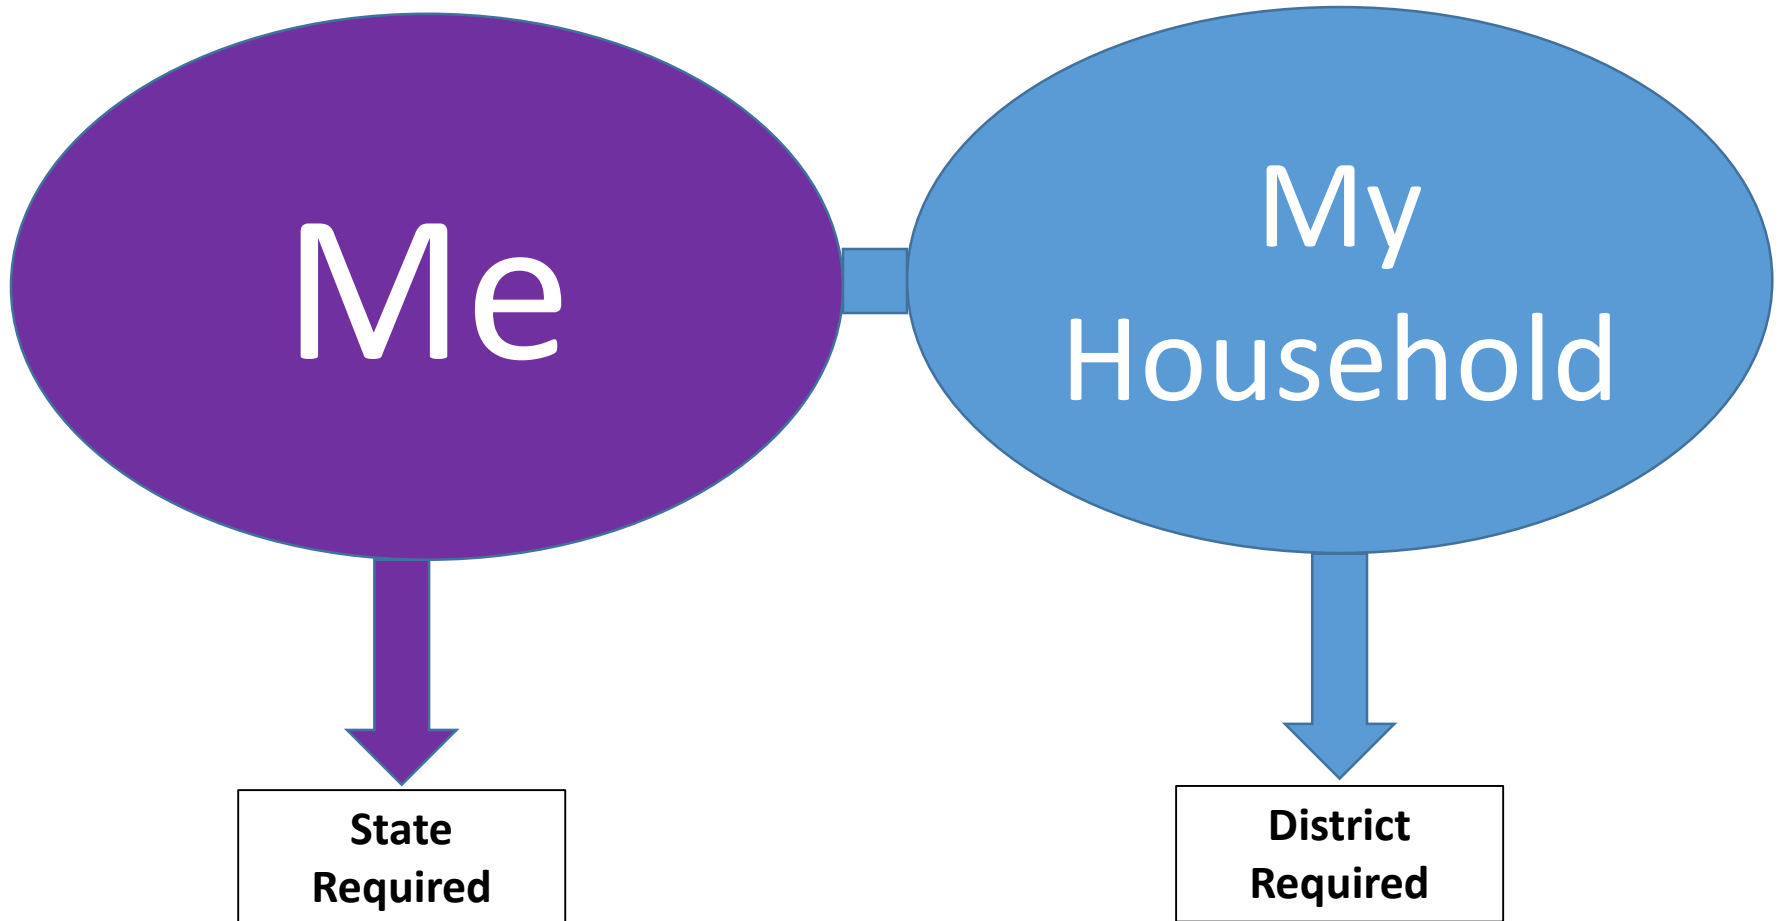 Me
My
Household
State
Required
District
Required